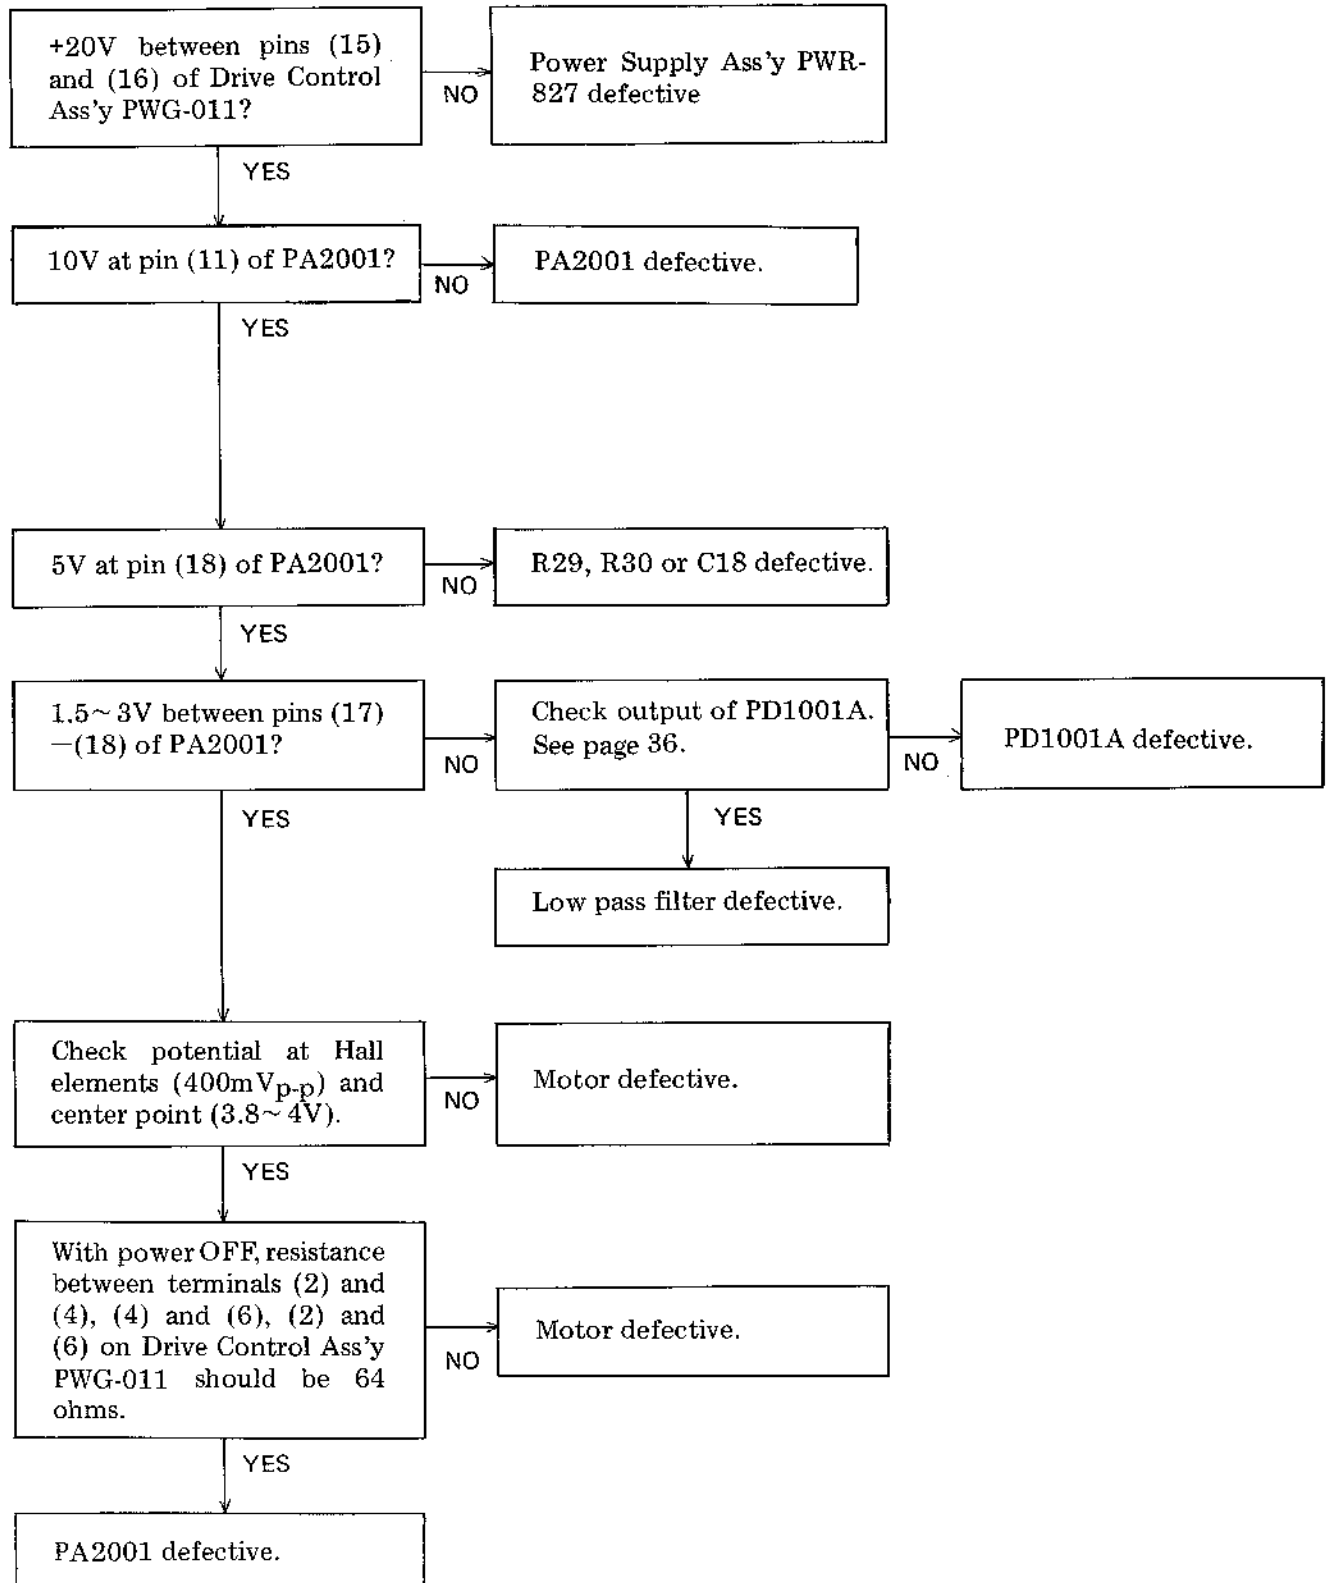 +20V between pins (15)
and (16) of Drive Control
Ass'y PWG-011?
NO
Power Supply Ass'y PWR-
827 defective
YES
10V at pin (11) of PA2001?
NO
PA2001 defective.
YES
5V at pin (18) of PA2001?
NO
R29, R30 or C18 defective.
YES
1.5~3V between pins (17)
—(18) of PA2001?
NO
Check output of PD1001A.
See page 36.
NO
PD1001A defective.
YES
YES
Low pass filter defective.
Check potential at Hall
elements (400mVp-p) and
center point (3.8~4V).
NO
Motor defective.
YES
With power OFF, resistance
between terminals (2) and
(4), (4) and (6), (2) and
(6) on Drive Control Ass'y
PWG-011 should be 64
ohms.
NO
Motor defective.
YES
PA2001 defective.